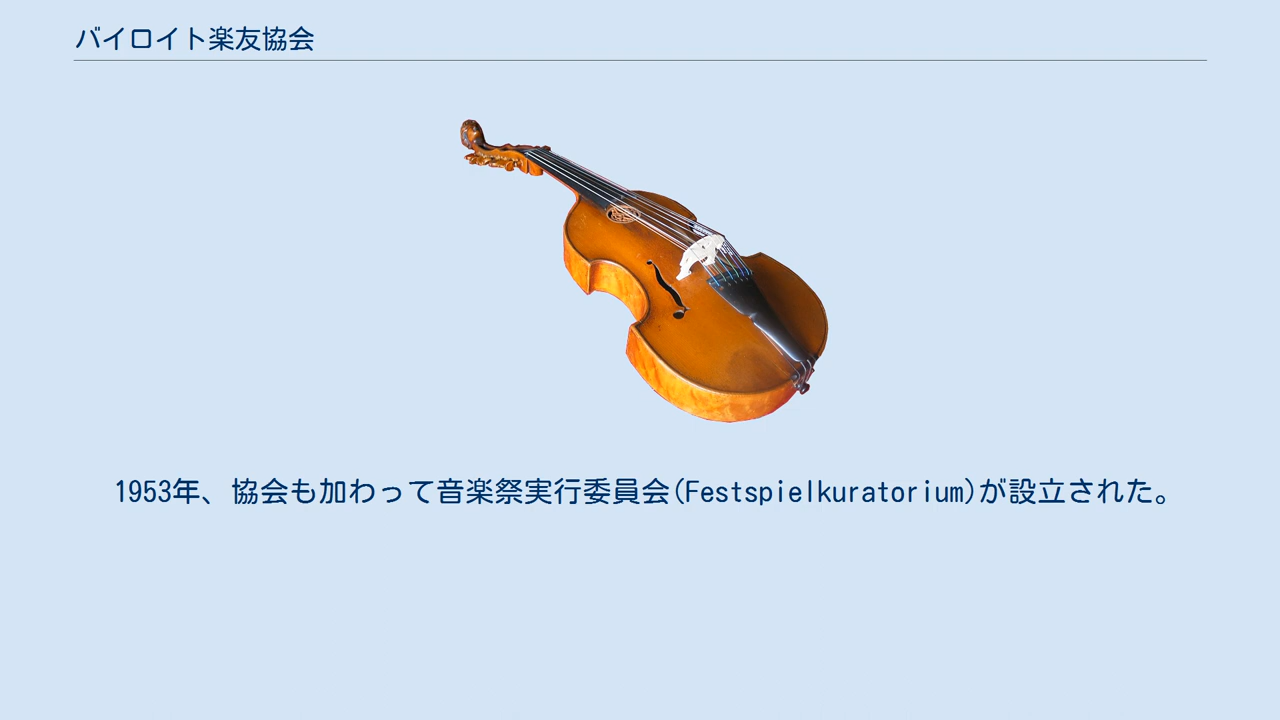 バイロイト楽友協会
1953年、協会も加わって音楽祭実行委員会(Festspielkuratorium)が設立された。